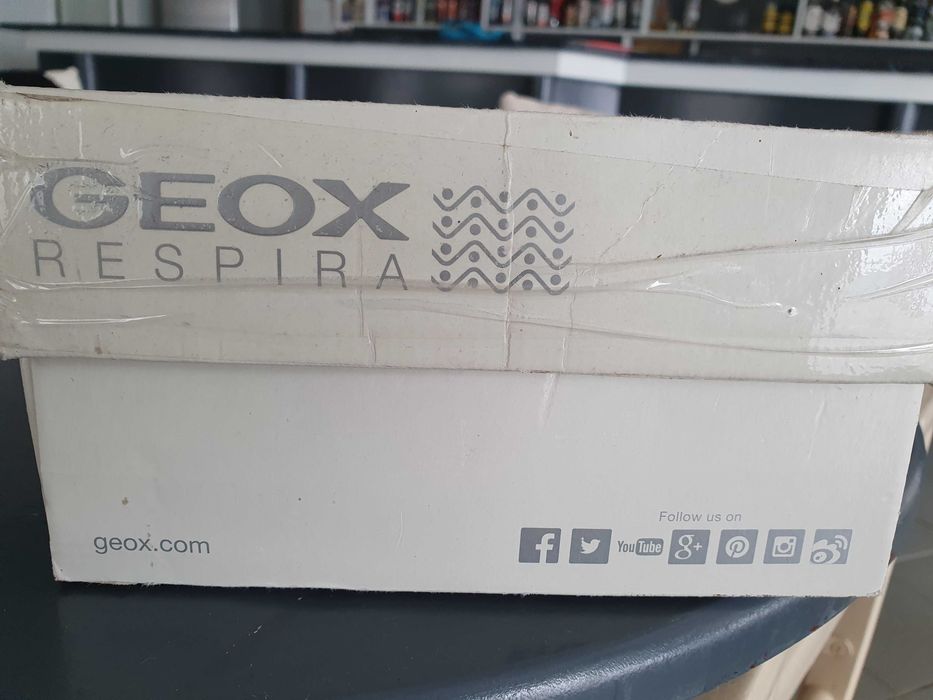 GEOX
RESPIRA
Follow us on
geox.com
f YouTube g+